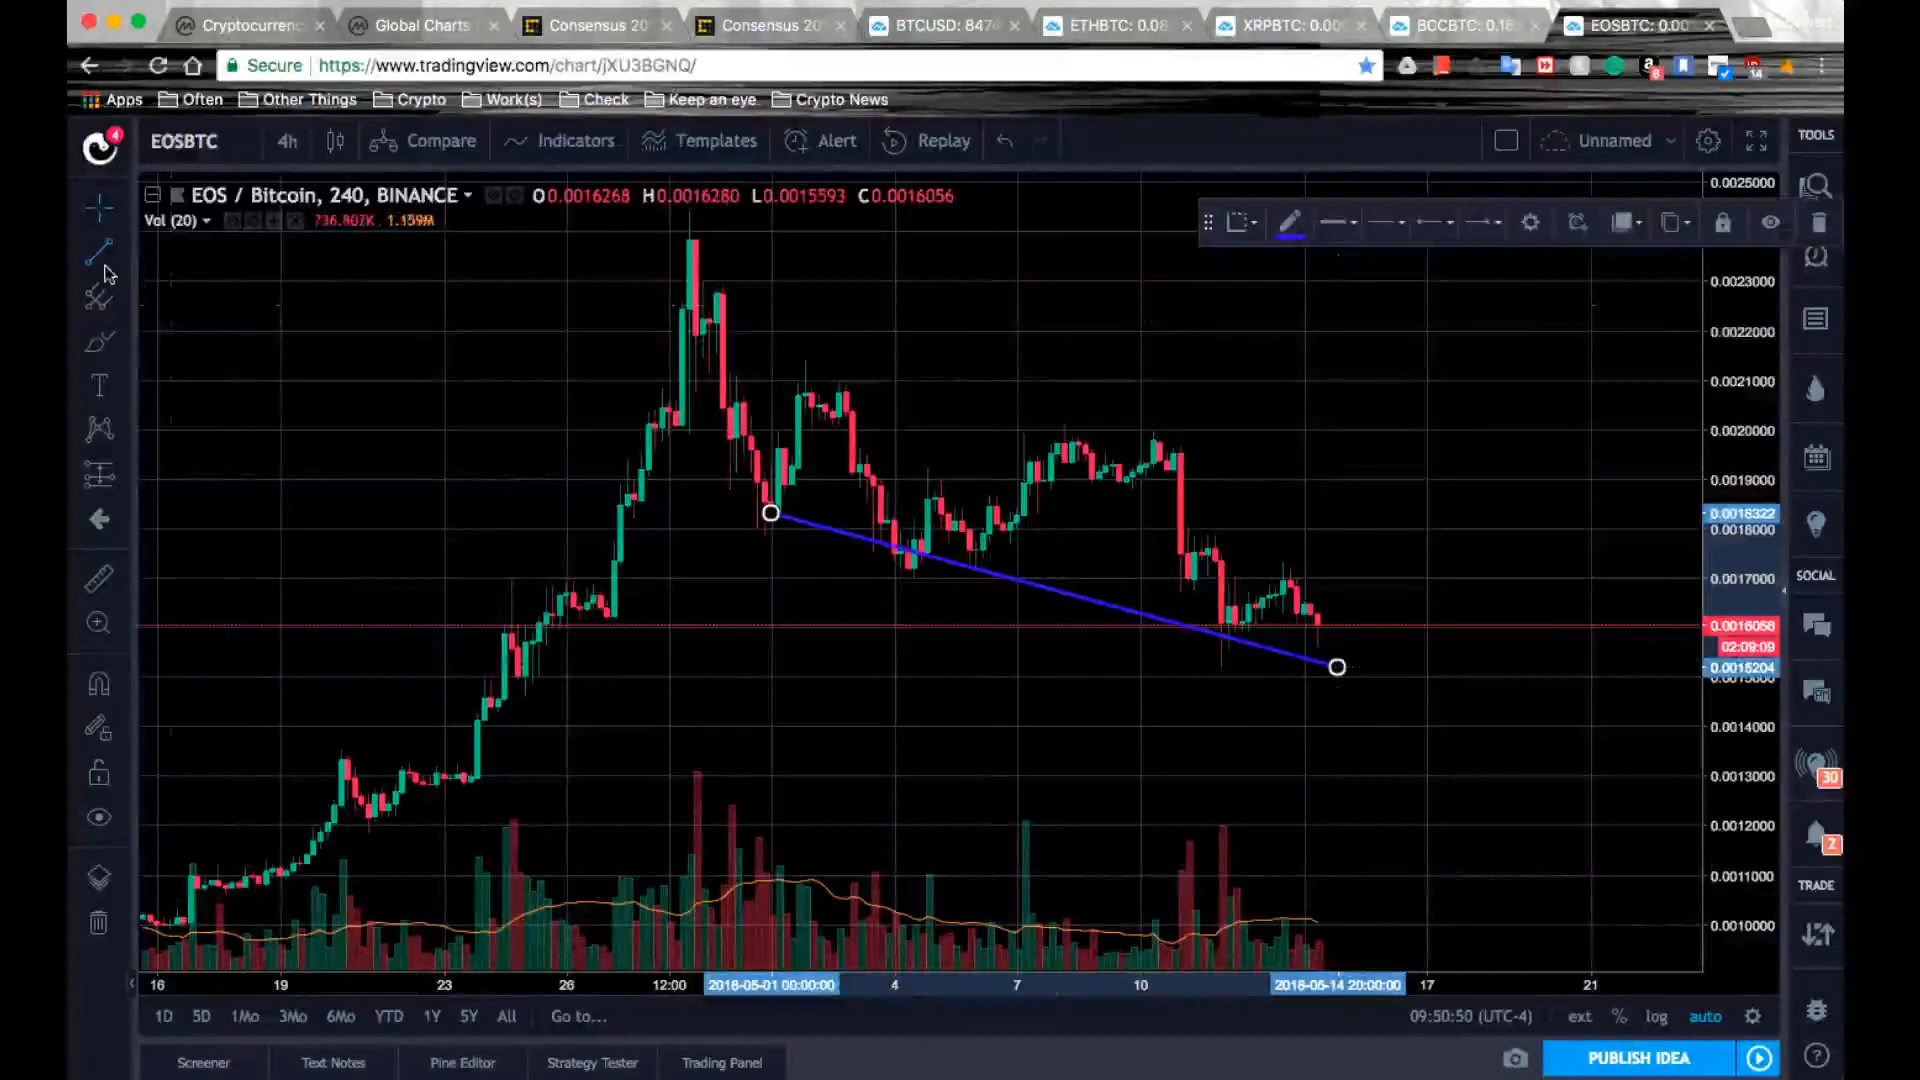 Cryptocurrenc
Global Charts
Consensus 20
Consensus 20
BTCUSD: 8474
ETHBTC: 0.08
XRPBTC: 0.00
BCCBTC: 0.16
EOSBTC: 0.00
Secure https://www.tradingview.com/chart/jXU3BGNQ/
Apps Often Other Things Crypto Work(s) Check Keep an eye Crypto News
4 EOSBTC 4h Compare Indicators Templates Alert Replay Unnamed TOOLS
EOS / Bitcoin, 240, BINANCE O0.0016268 H0.0016280 L0.0015593 C0.0016056
Vol (20) 736.807K 1.159M
0.0025000
0.0023000
0.0022000
0.0021000
0.0020000
0.0019000
0.0018322
0.0018000
0.0017000
SOCIAL
0.0016056
02:09:09
0.0015204
0.0015000
0.0014000
0.0013000
30
0.0012000
2
0.0011000
TRADE
0.0010000
16 19 23 26 12:00 2018-05-01 00:00:00 4 7 10 2018-05-14 20:00:00 17 21
1D 5D 1Mo 3Mo 6Mo YTD 1Y 5Y All Go to... 09:50:50 (UTC-4) ext % log auto
Screener Text Notes Pine Editor Strategy Tester Trading Panel PUBLISH IDEA